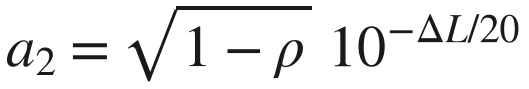 a₂ = √(1 − ρ) 10^(−ΔL/20)